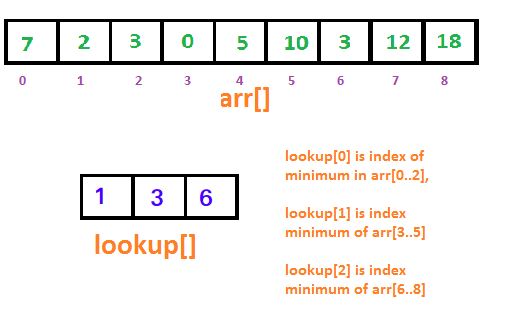 7 2 3 0 5 10 3 12 18
0 1 2 3 4 5 6 7 8
arr[]
lookup[0] is index of
minimum in arr[0..2],
1 3 6
lookup[1] is index
minimum of arr[3..5]
lookup[]
lookup[2] is index
minimum of arr[6..8]